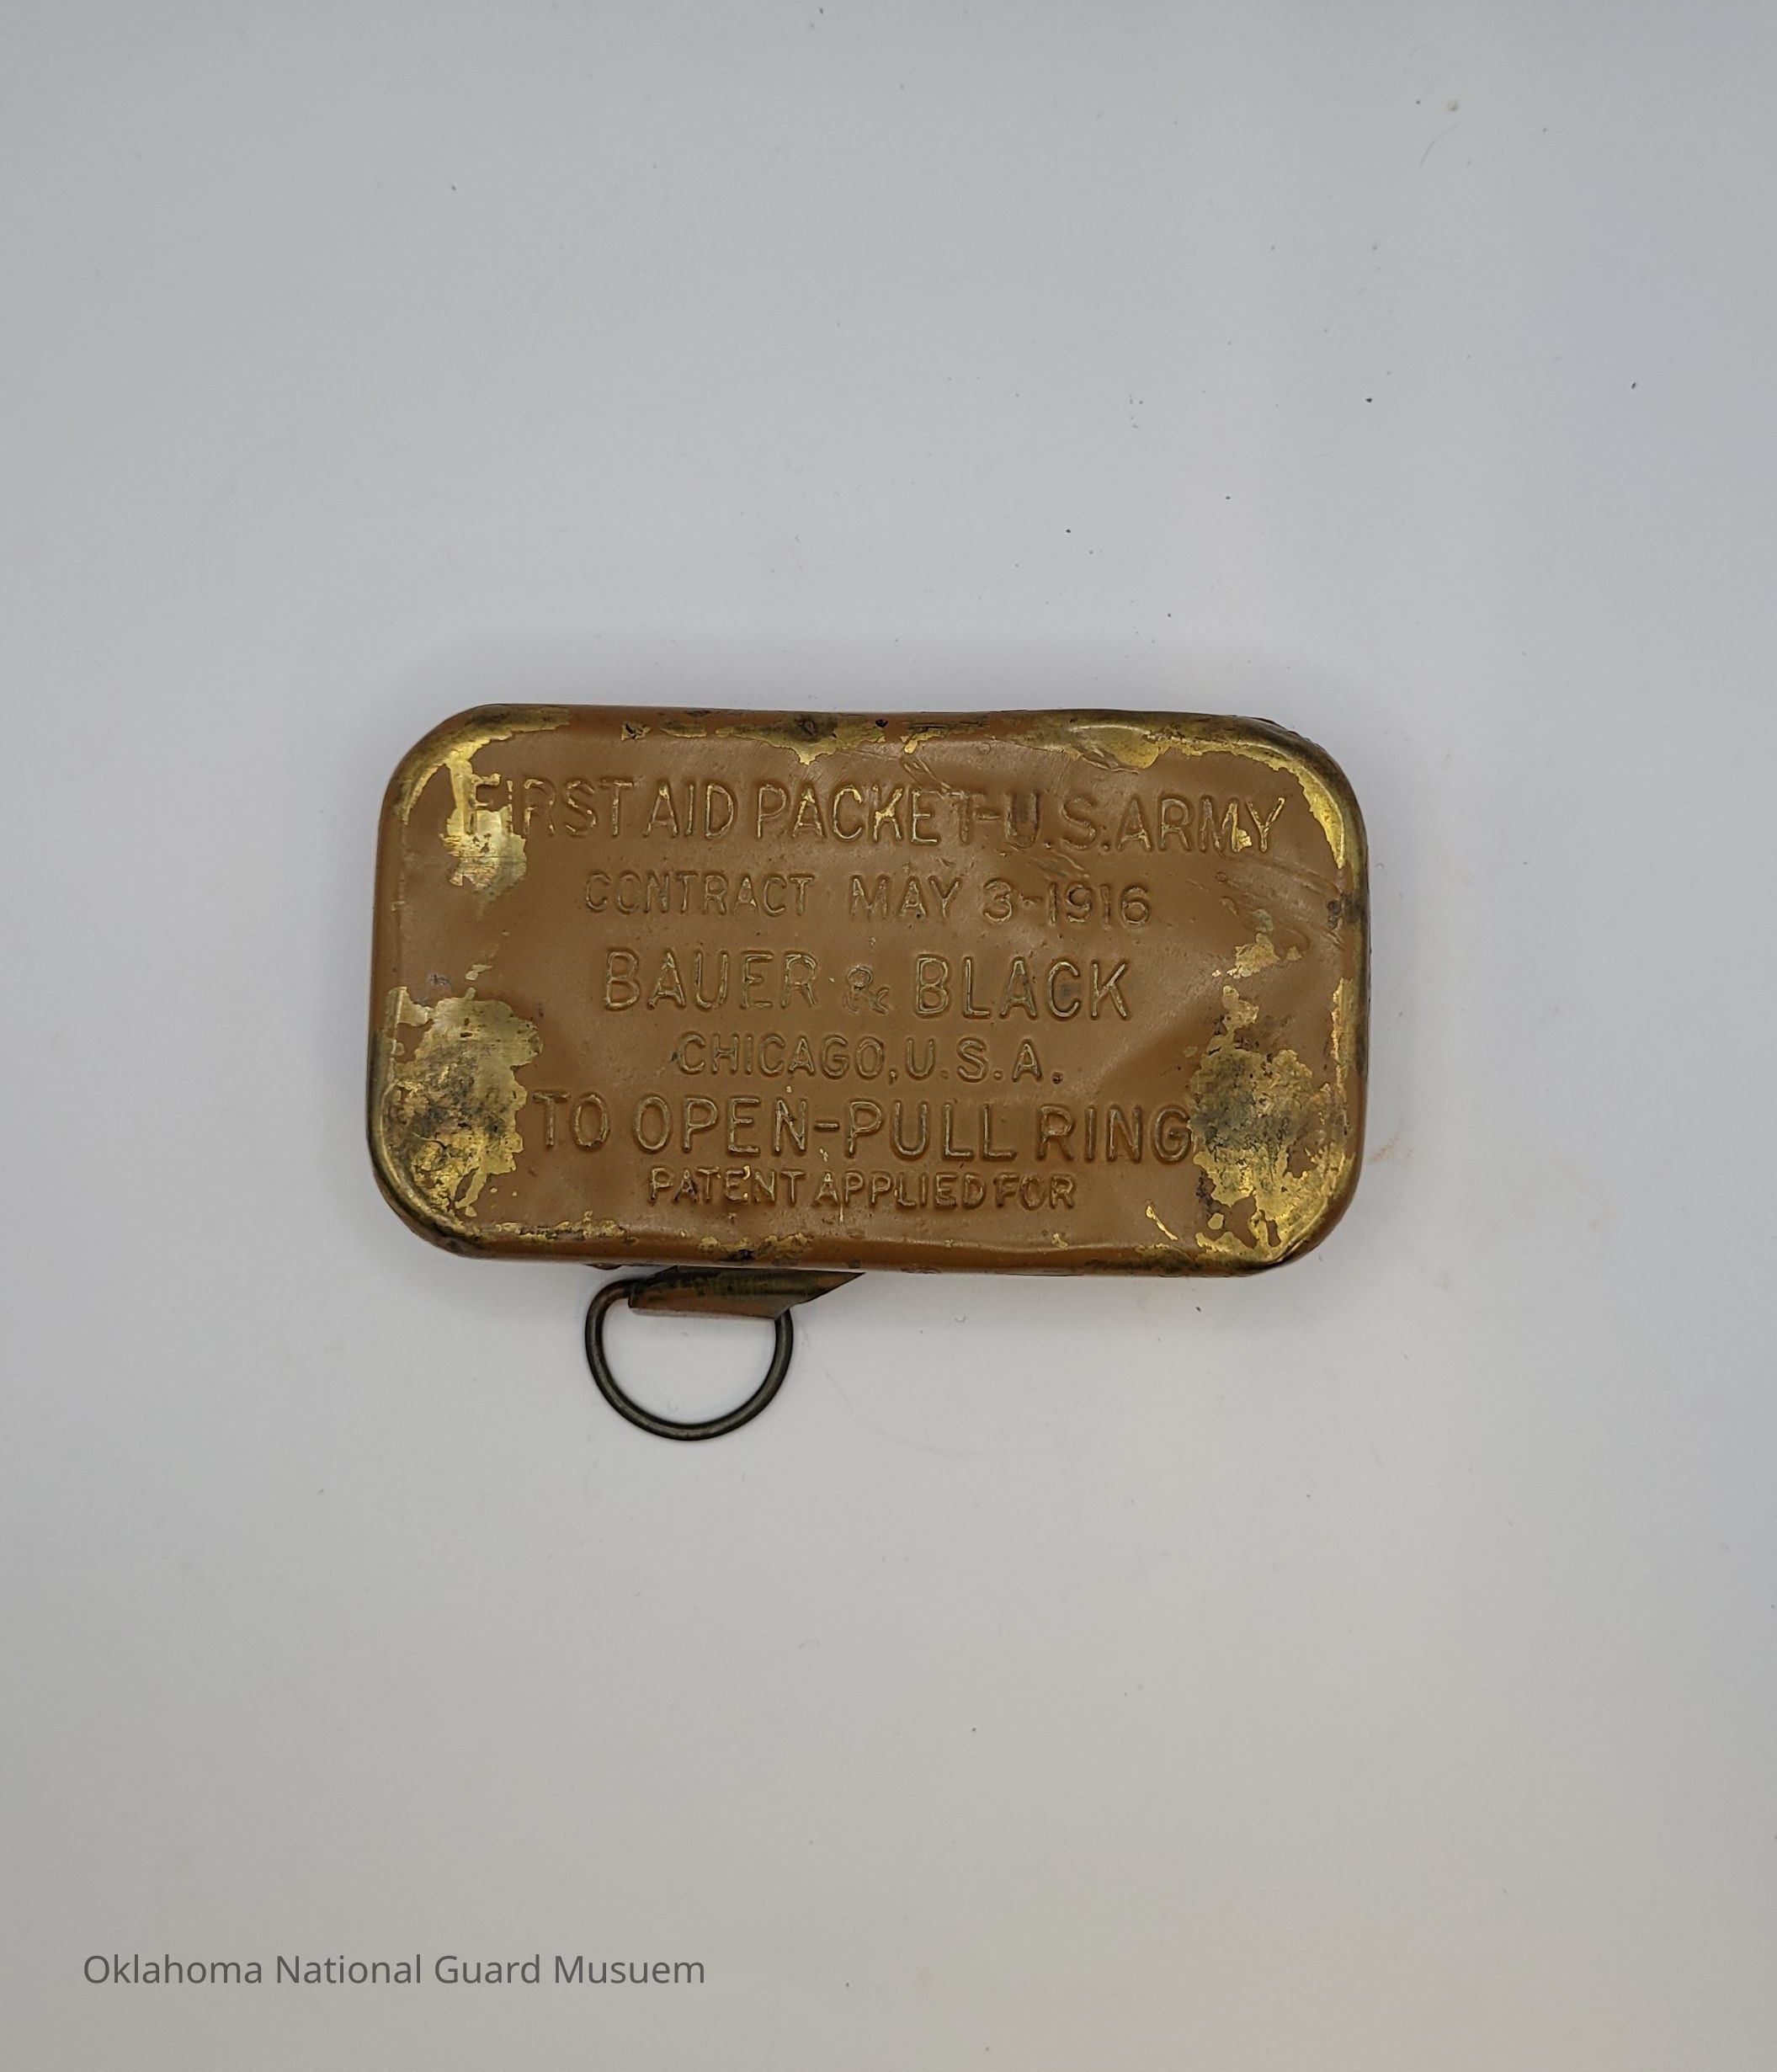 FIRST AID PACKET-U.S.ARMY
CONTRACT MAY 3-1916
BAUER & BLACK
CHICAGO, U.S.A.
TO OPEN-PULL RING
PATENT APPLIED FOR
Oklahoma National Guard Musuem